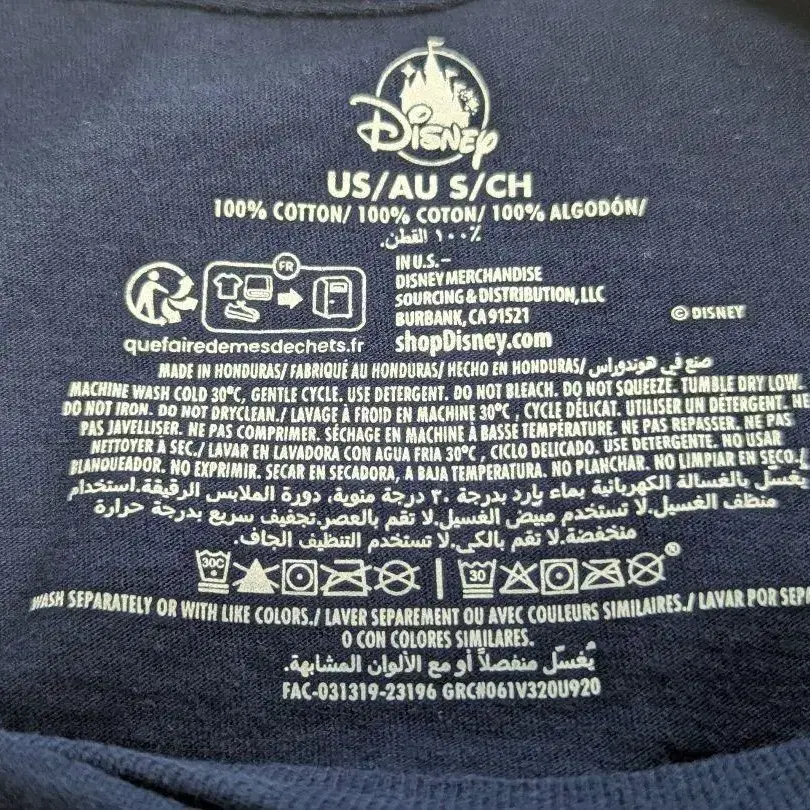 DISNEY
US/AU S/CH
100% COTTON/ 100% COTON/ 100% ALGODÓN/
٪١٠٠ القطن.
FR
IN U.S.–
DISNEY MERCHANDISE
SOURCING & DISTRIBUTION, LLC
BURBANK, CA 91521
© DISNEY
quefairedemesdechets.fr
shopDisney.com
MADE IN HONDURAS/ FABRIQUÉ AU HONDURAS/ HECHO EN HONDURAS/ صنع في هوندوراس
MACHINE WASH COLD 30°C, GENTLE CYCLE. USE DETERGENT. DO NOT BLEACH. DO NOT SQUEEZE. TUMBLE DRY LOW.
DO NOT IRON. DO NOT DRYCLEAN./ LAVAGE À FROID EN MACHINE 30°C , CYCLE DÉLICAT. UTILISER UN DÉTERGENT. NE
PAS JAVELLISER. NE PAS COMPRIMER. SÉCHAGE EN MACHINE À BASSE TEMPÉRATURE. NE PAS REPASSER. NE PAS
NETTOYER À SEC./ LAVAR EN LAVADORA CON AGUA FRIA 30°C , CICLO DELICADO. USE DETERGENTE. NO USAR
BLANQUEADOR. NO EXPRIMIR. SECAR EN SECADORA, A BAJA TEMPERATURA. NO PLANCHAR. NO LIMPIAR EN SECO./
يُغسّل بالغسالة الكهربائية بماء بارد بدرجة ٣٠ درجة مئوية، دورة الملابس الرقيقة. استخدام
منظف الغسيل. لا تستخدم مبيّض الغسيل. لا تقم بالعصر. تجفيف سريع بدرجة حرارة
منخفضة. لا تقم بالكي. لا تستخدم التنظيف الجاف.
30C 30 ®
WASH SEPARATELY OR WITH LIKE COLORS./ LAVER SEPAREMENT OU AVEC COULEURS SIMILAIRES./ LAVAR POR SEP
O CON COLORES SIMILARES.
يُغسّل منفصلاً أو مع الألوان المشابهة.
FAC-031319-23196 GRC#061V320U920